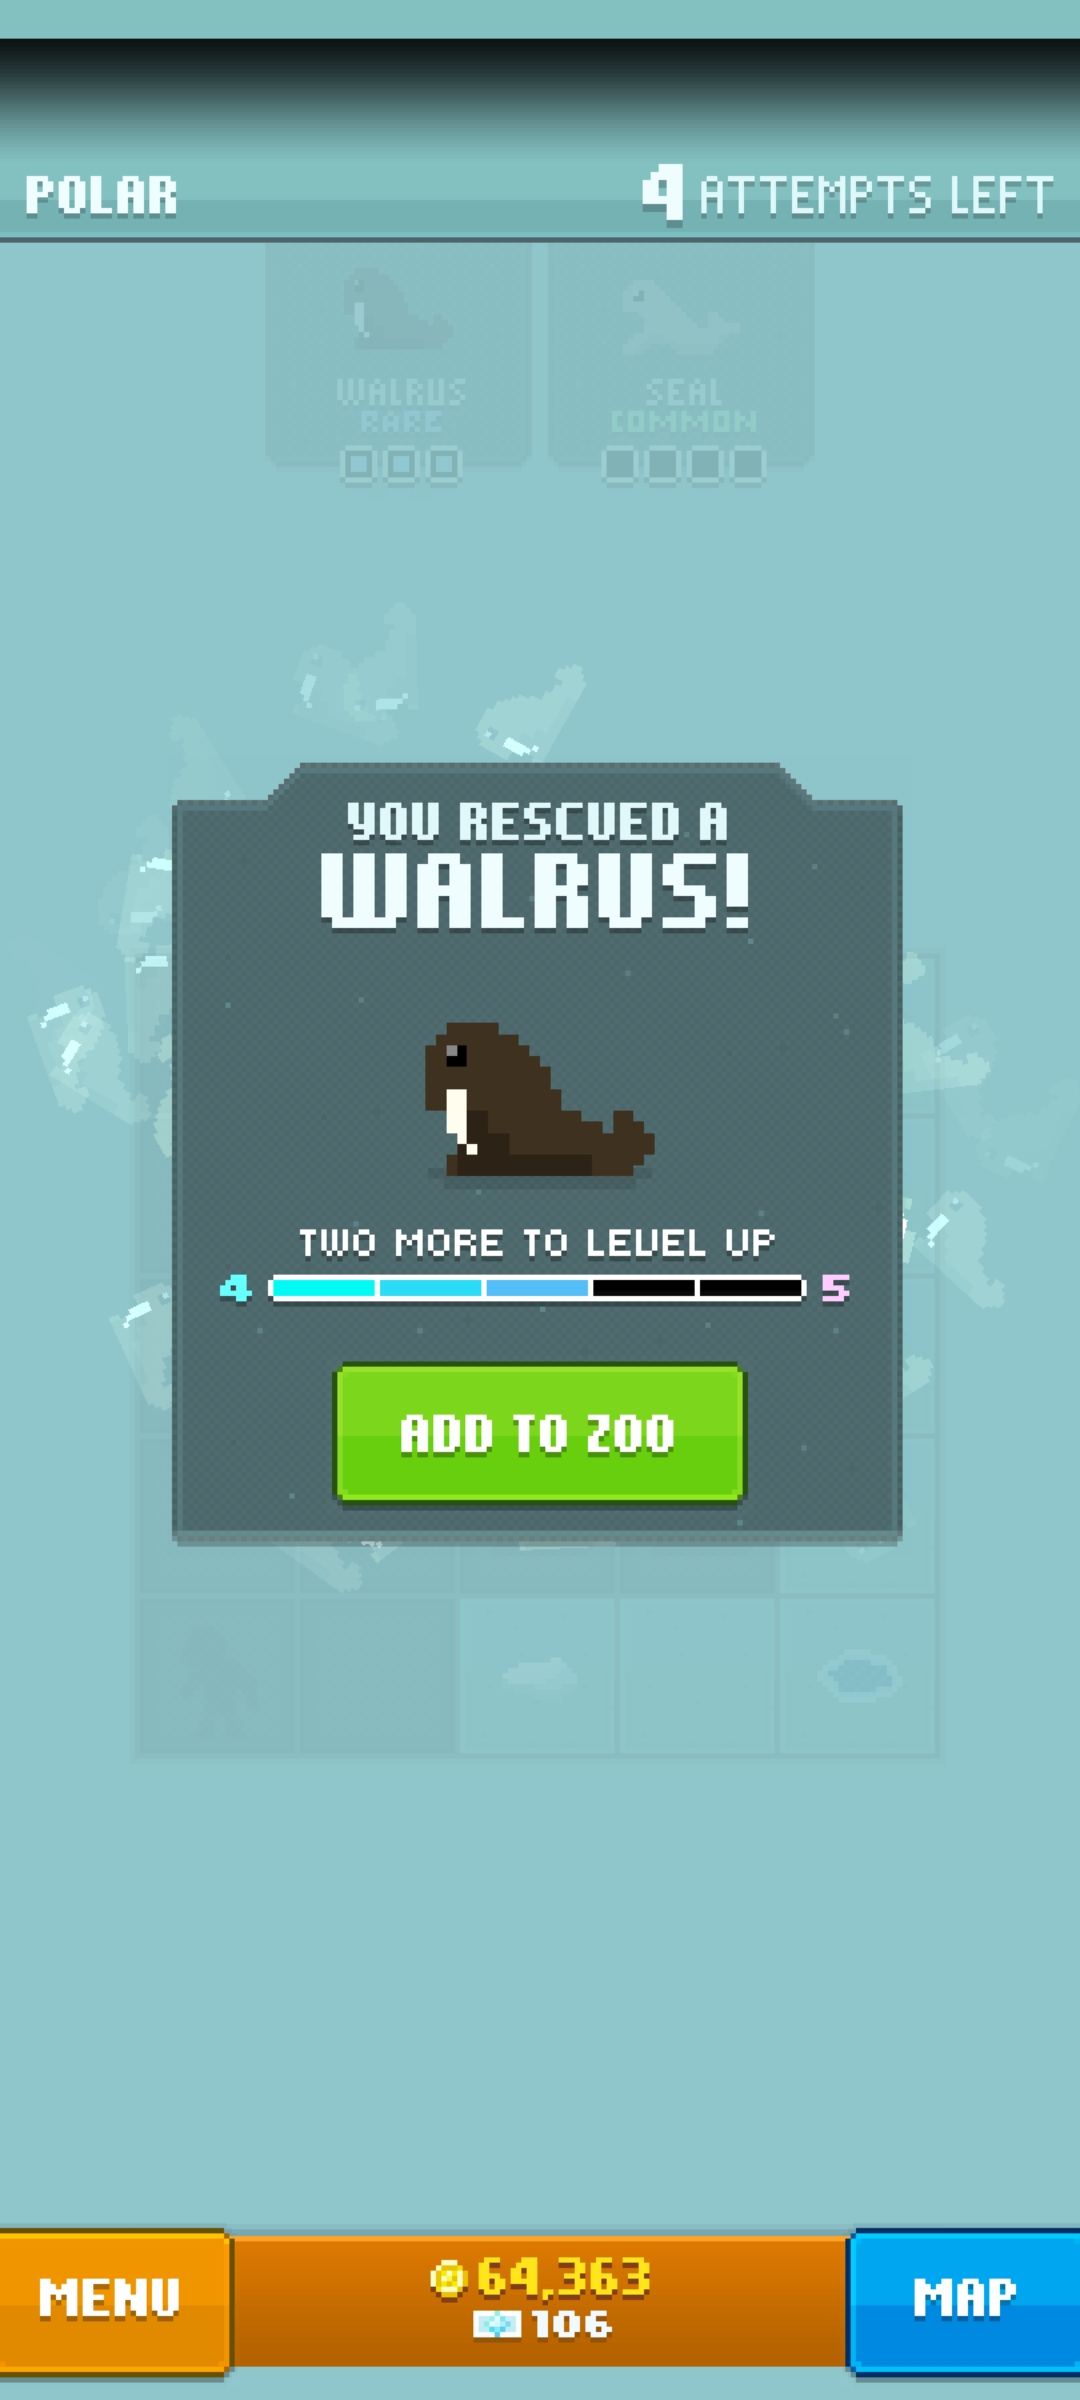 POLAR
4 ATTEMPTS LEFT
WALRUS
RARE
SEAL
COMMON
YOU RESCUED A
WALRUS!
TWO MORE TO LEVEL UP
4 5
ADD TO ZOO
MENU
64,363
106
MAP